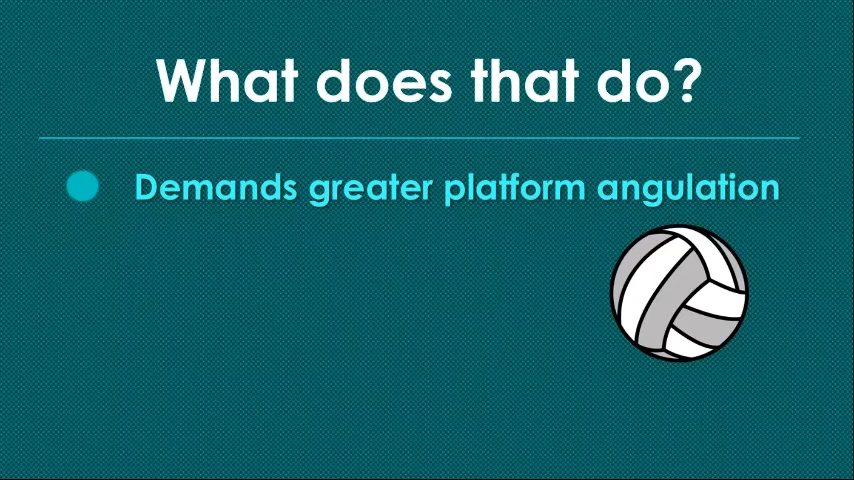 What does that do?
Demands greater platform angulation